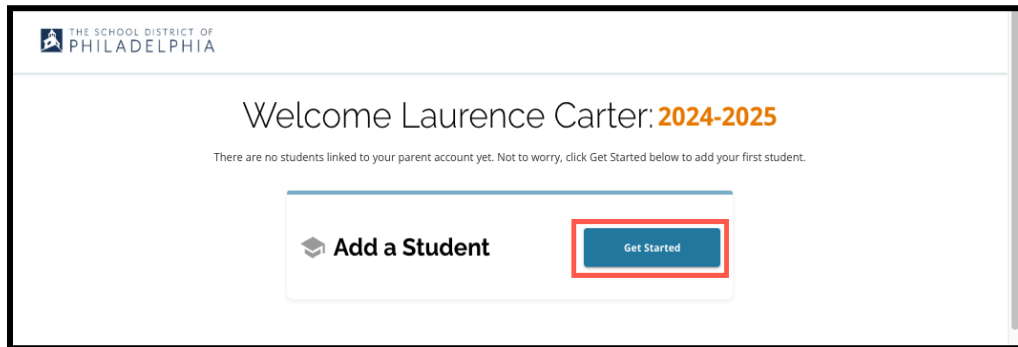 THE SCHOOL DISTRICT OF
PHILADELPHIA
Welcome Laurence Carter: 2024-2025
There are no students linked to your parent account yet. Not to worry, click Get Started below to add your first student.
Add a Student
Get Started